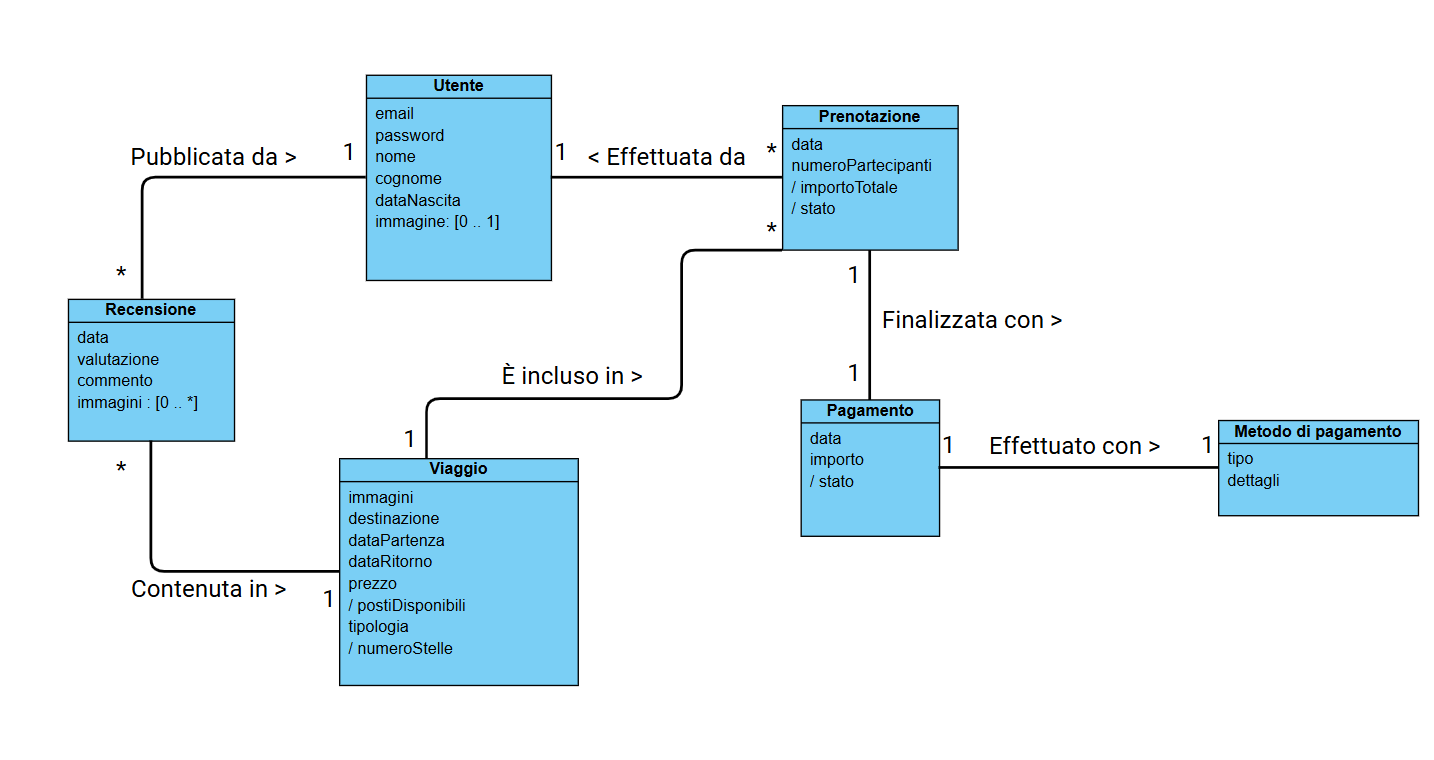 Utente
email
password
nome
cognome
dataNascita
immagine: [0 .. 1]
Prenotazione
data
numeroPartecipanti
/ importoTotale
/ stato
Pubblicata da >
1
1
< Effettuata da
*
*
*
1
Finalizzata con >
1
Recensione
data
valutazione
commento
immagini : [0 .. *]
È incluso in >
1
Pagamento
data
importo
/ stato
1
Effettuato con >
1
Metodo di pagamento
tipo
dettagli
*
Viaggio
immagini
destinazione
dataPartenza
dataRitorno
prezzo
/ postiDisponibili
tipologia
/ numeroStelle
Contenuta in >
1